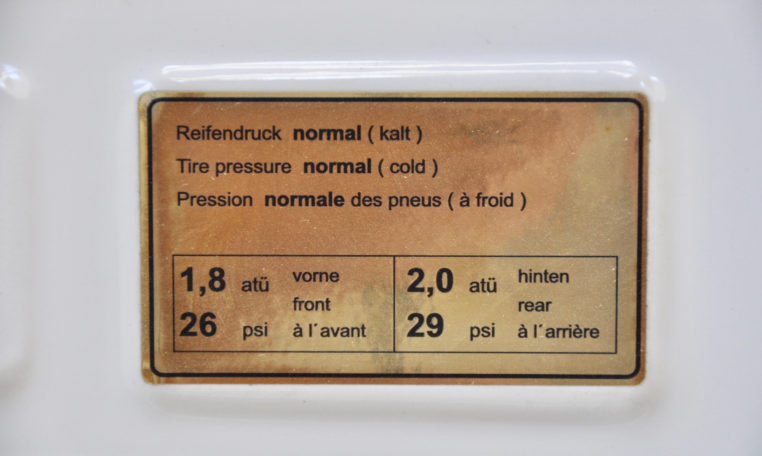 Reifendruck normal ( kalt )
Tire pressure normal ( cold )
Pression normale des pneus ( à froid )
1,8 atü vorne
front
26 psi à l´avant
2,0 atü hinten
rear
29 psi à l´arrière